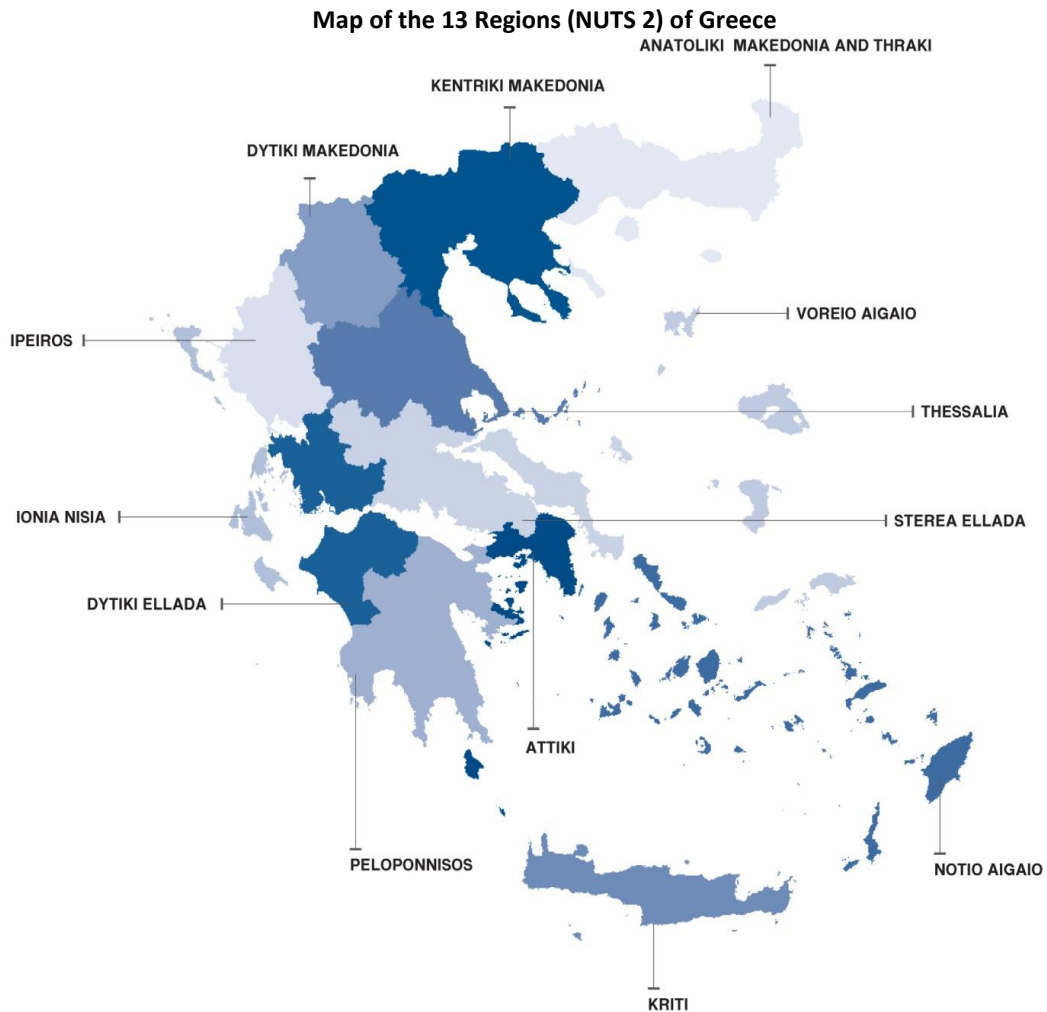 Map of the 13 Regions (NUTS 2) of Greece
ANATOLIKI MAKEDONIA AND THRAKI
KENTRIKI MAKEDONIA
DYTIKI MAKEDONIA
VOREIO AIGAIO
IPEIROS
THESSALIA
IONIA NISIA
STEREA ELLADA
DYTIKI ELLADA
ATTIKI
PELOPONNISOS
NOTIO AIGAIO
KRITI